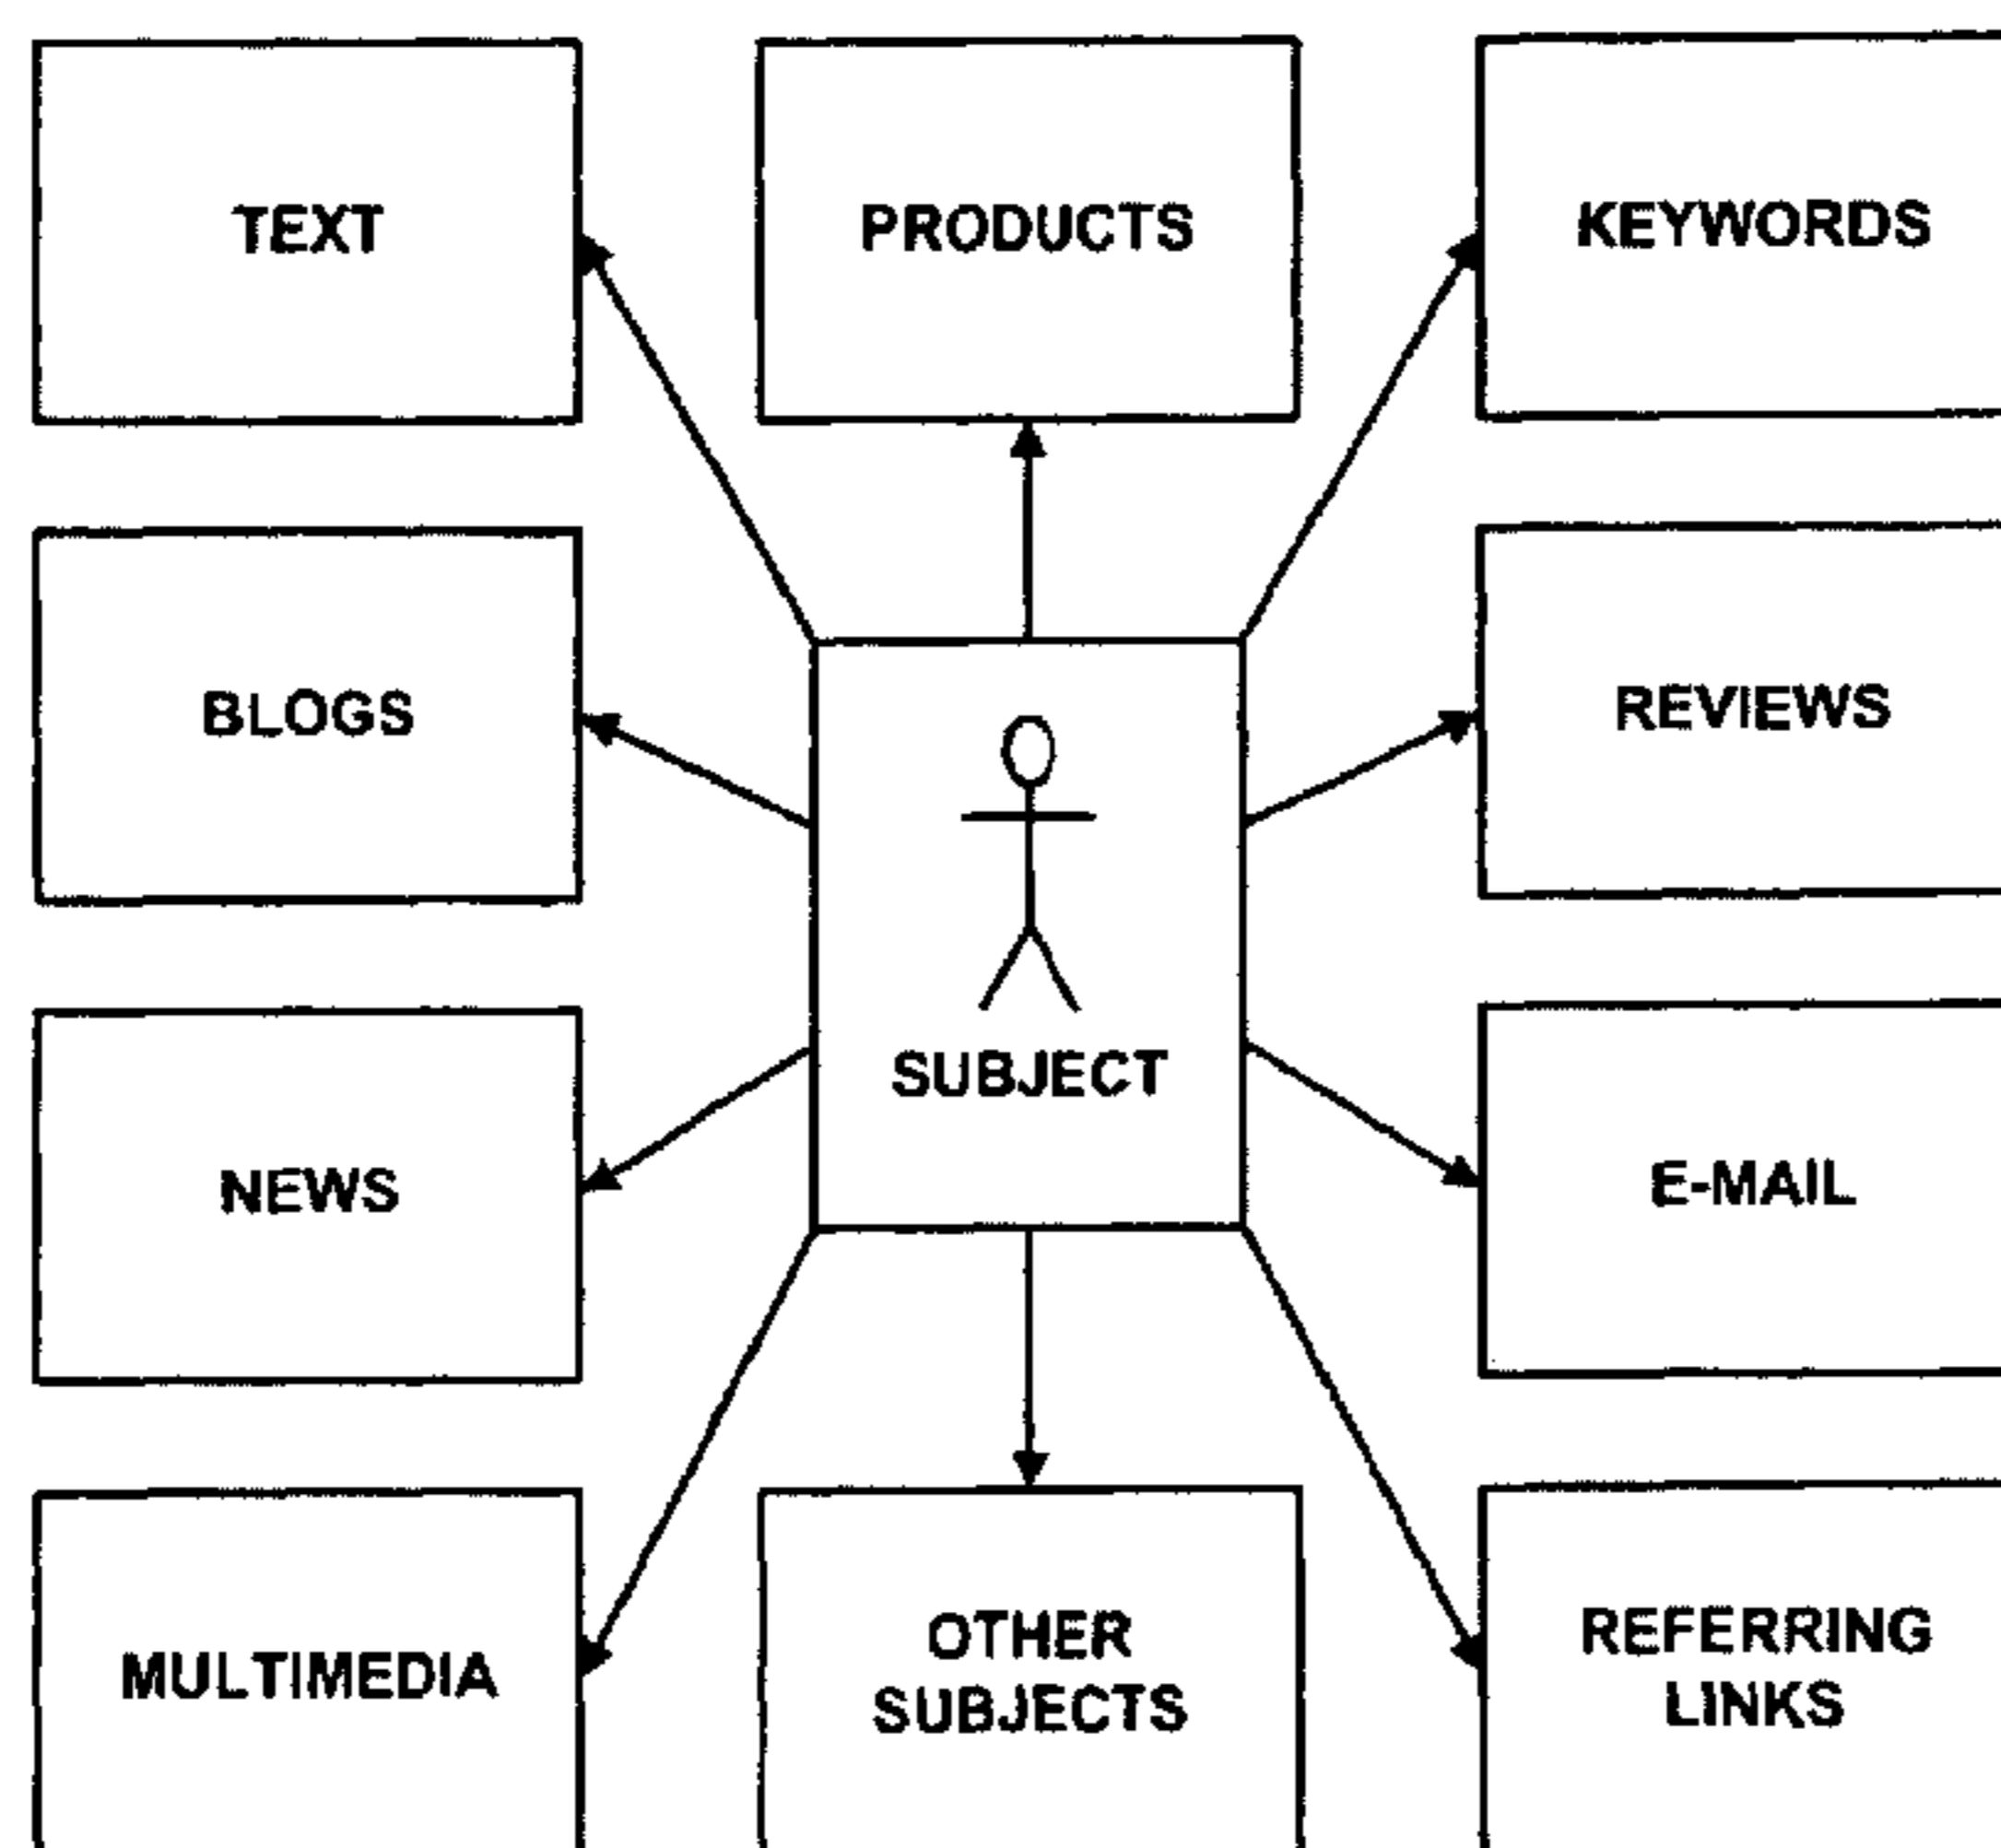 TEXT
PRODUCTS
KEYWORDS
BLOGS
REVIEWS
SUBJECT
NEWS
E-MAIL
MULTIMEDIA
OTHER
SUBJECTS
REFERRING
LINKS